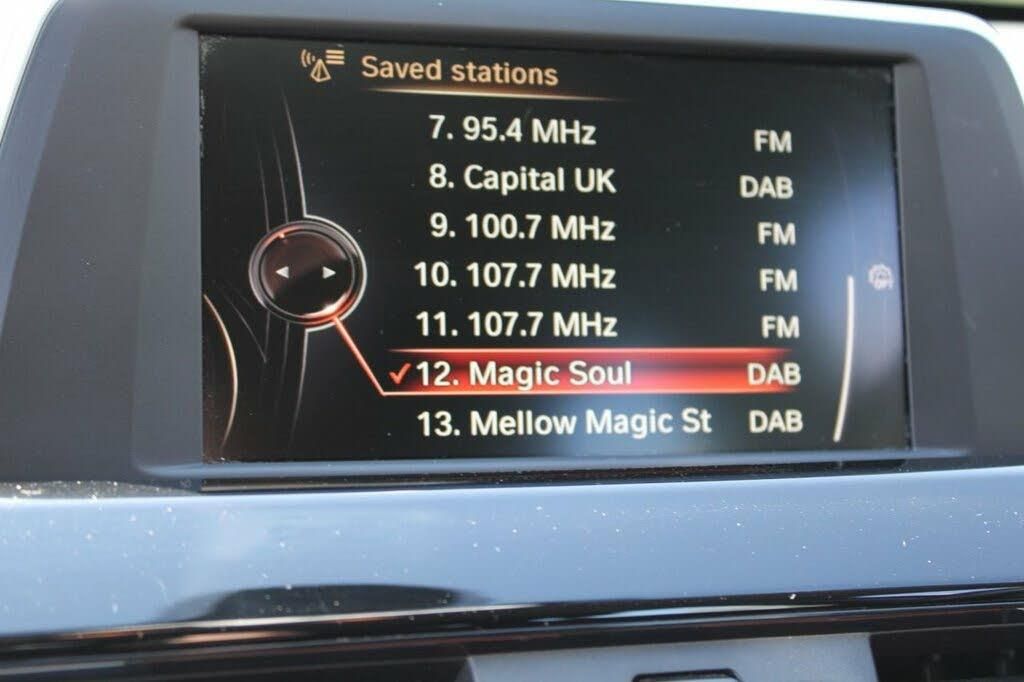 Saved stations
7. 95.4 MHz FM
8. Capital UK DAB
9. 100.7 MHz FM
10. 107.7 MHz FM
11. 107.7 MHz FM
12. Magic Soul DAB
13. Mellow Magic St DAB